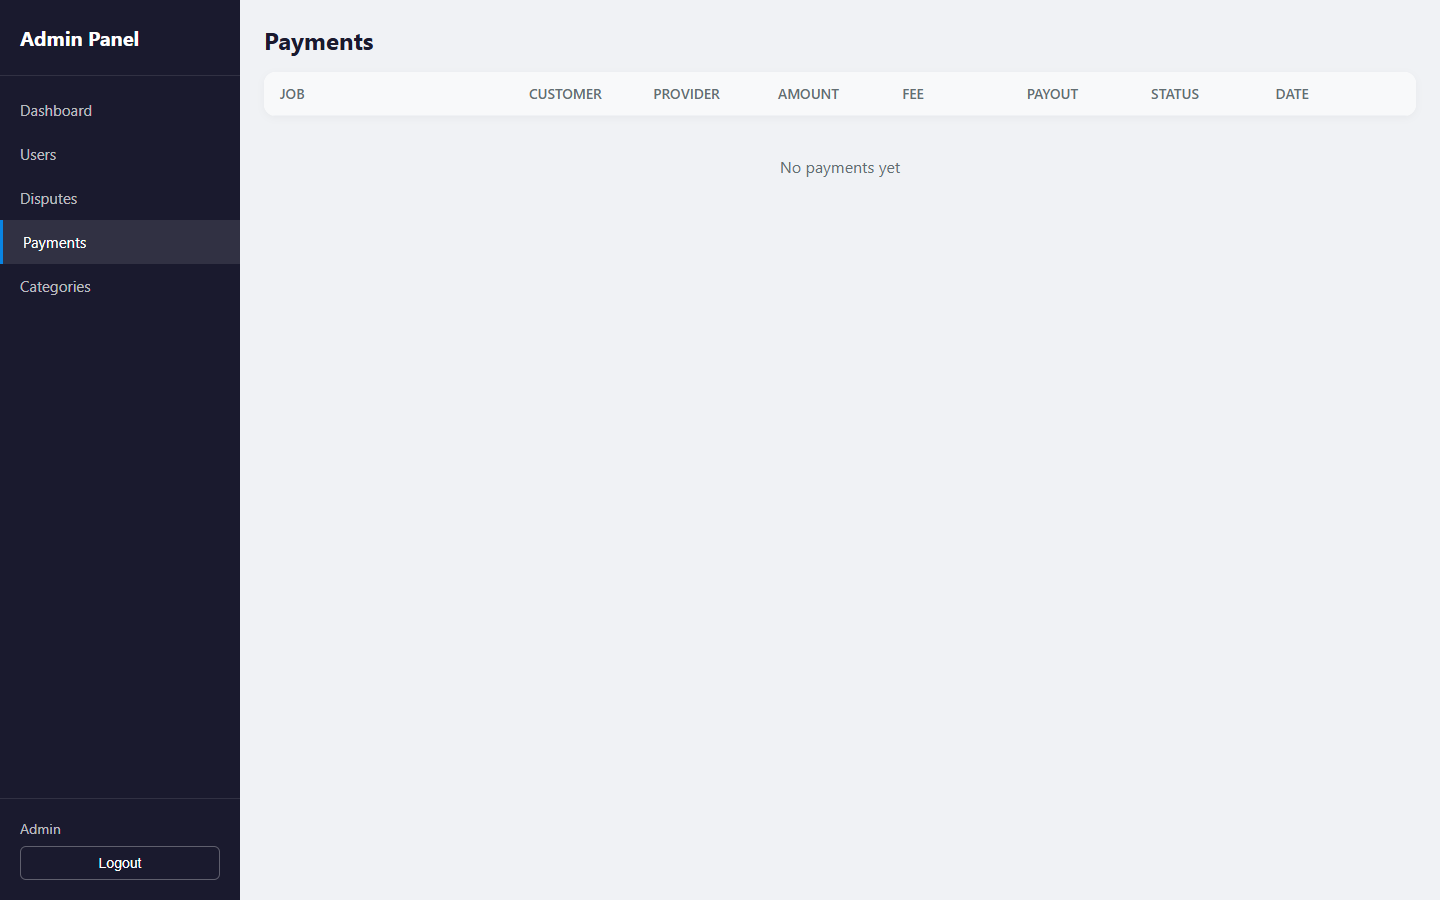 Admin Panel
Dashboard
Users
Disputes
Payments
Categories
Admin
Logout
Payments
JOB CUSTOMER PROVIDER AMOUNT FEE PAYOUT STATUS DATE
No payments yet